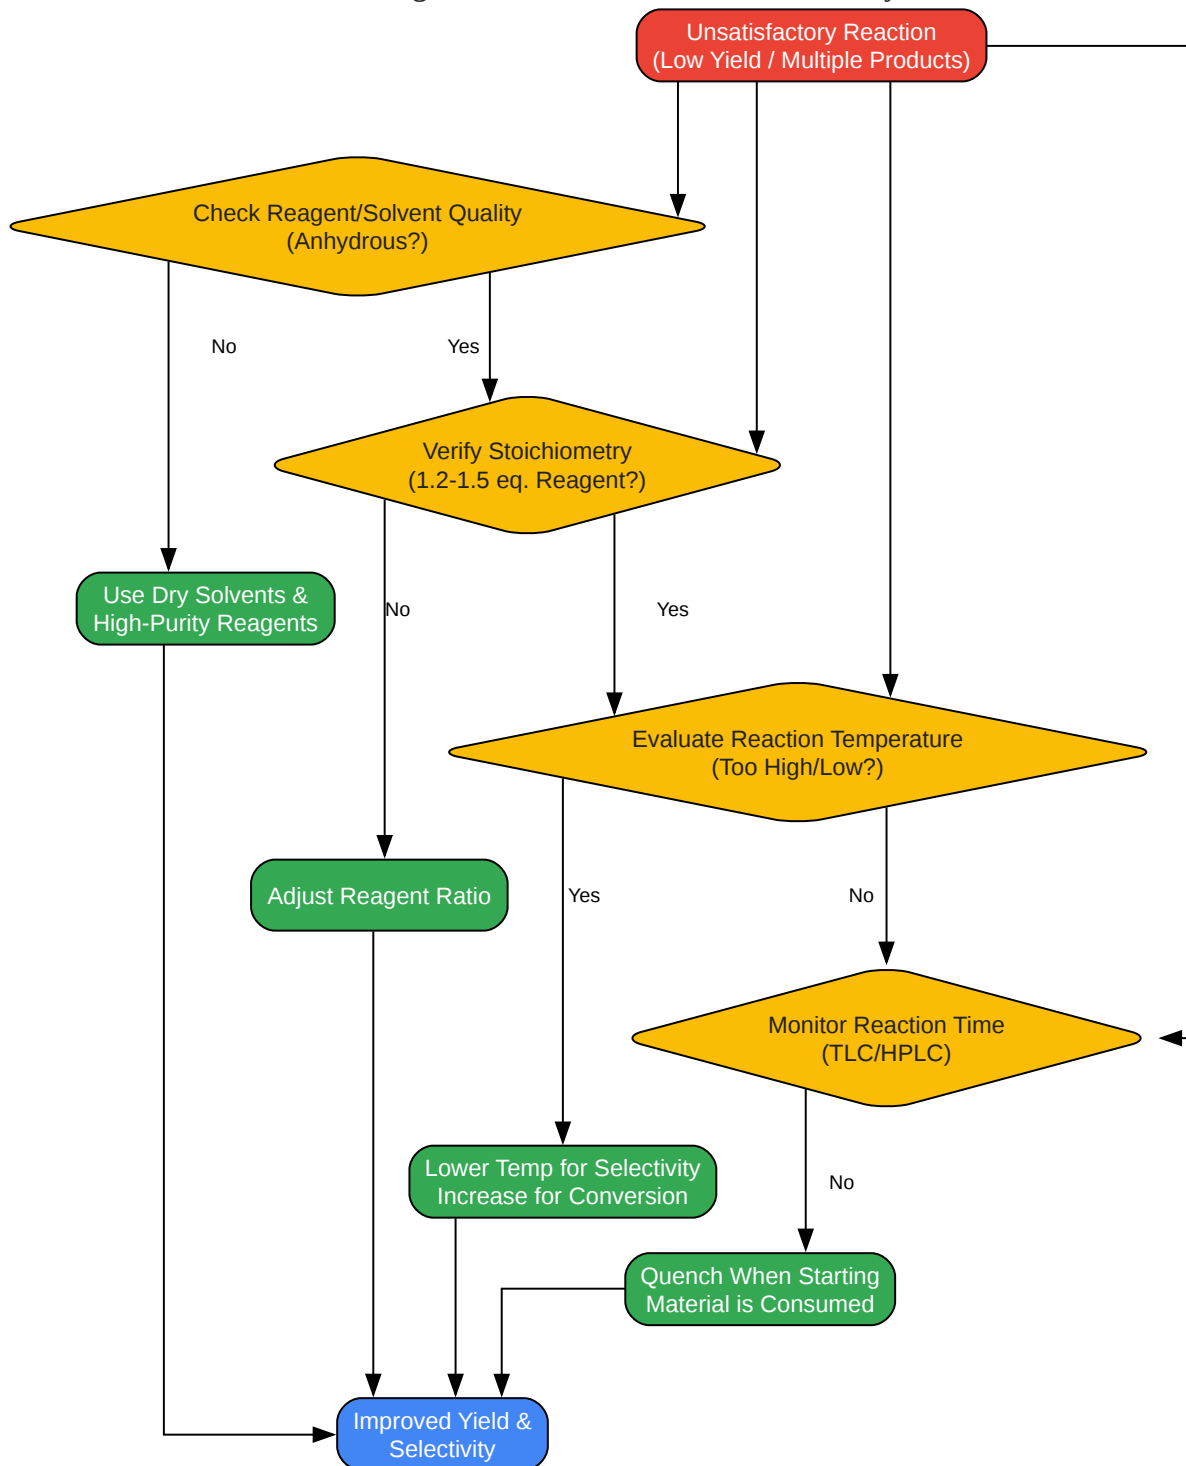 Unsatisfactory Reaction
(Low Yield / Multiple Products)
Check Reagent/Solvent Quality
(Anhydrous?)
No
Yes
Verify Stoichiometry
(1.2-1.5 eq. Reagent?)
Use Dry Solvents &
High-Purity Reagents
No
Yes
Evaluate Reaction Temperature
(Too High/Low?)
Adjust Reagent Ratio
Yes
No
Monitor Reaction Time
(TLC/HPLC)
Lower Temp for Selectivity
Increase for Conversion
No
Quench When Starting
Material is Consumed
Improved Yield &
Selectivity